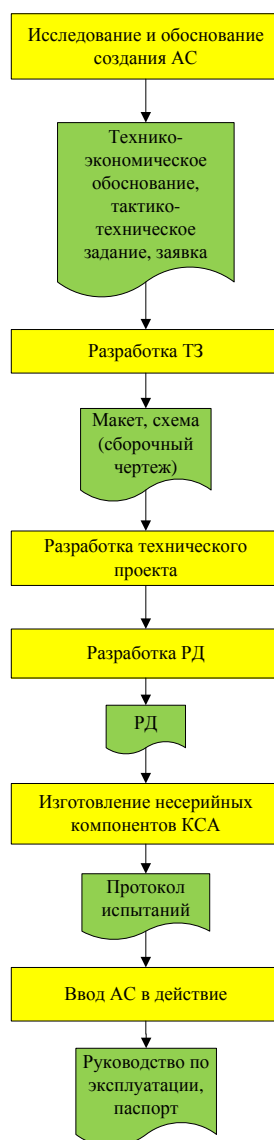 Исследование и обоснование
создания АС
Технико-
экономическое
обоснование,
тактико-
техническое
задание, заявка
Разработка ТЗ
Макет, схема
(сборочный
чертеж)
Разработка технического
проекта
Разработка РД
РД
Изготовление несерийных
компонентов КСА
Протокол
испытаний
Ввод АС в действие
Руководство по
эксплуатации,
паспорт